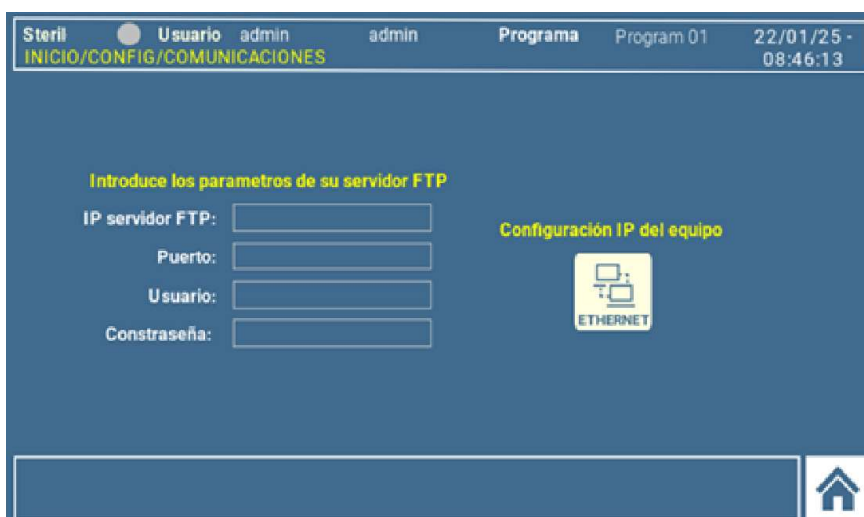 Steril Usuario admin admin Programa Program 01 22/01/25 -
INICIO/CONFIG/COMUNICACIONES 08:46:13
Introduce los parametros de su servidor FTP
IP servidor FTP:
Configuración IP del equipo
Puerto:
Usuario:
ETHERNET
Constraseña: